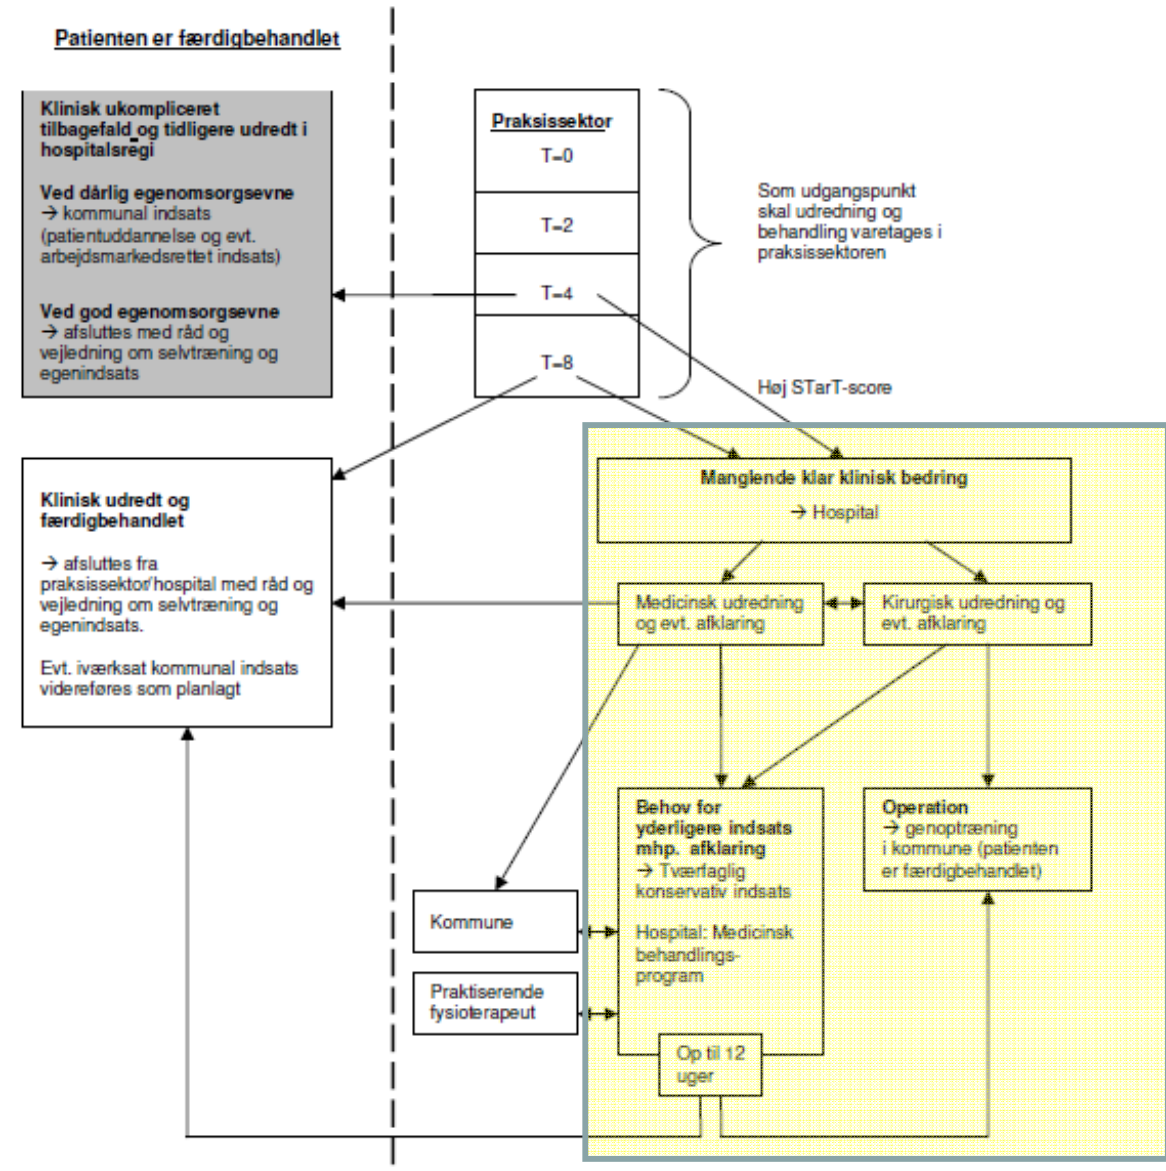 Patienten er færdigbehandlet
Klinisk ukompliceret
tilbagefald og tidligere udredt i
hospitalsregi
Ved dårlig egenomsorgsevne
→ kommunal indsats
(patientuddannelse og evt.
arbejdsmarkedsrettet indsats)
Ved god egenomsorgsevne
→ afsluttes med råd og
vejledning om selvtræning og
egenindsats
Praksissektor
T=0
T=2
T=4
T=8
Som udgangspunkt
skal udredning og
behandling varetages i
praksissektoren
Høj STarT-score
Klinisk udredt og
færdigbehandlet
→ afsluttes fra
praksissektor/hospital med råd og
vejledning om selvtræning og
egenindsats.
Evt. iværksat kommunal indsats
videreføres som planlagt
Manglende klar klinisk bedring
→ Hospital
Medicinsk udredning
og evt. afklaring
Kirurgisk udredning og
evt. afklaring
Behov for
yderligere indsats
mhp. afklaring
→ Tværfaglig
konservativ indsats
Hospital: Medicinsk
behandlings-
program
Operation
→ genoptræning
i kommune (patienten
er færdigbehandlet)
Kommune
Praktiserende
fysioterapeut
Op til 12
uger